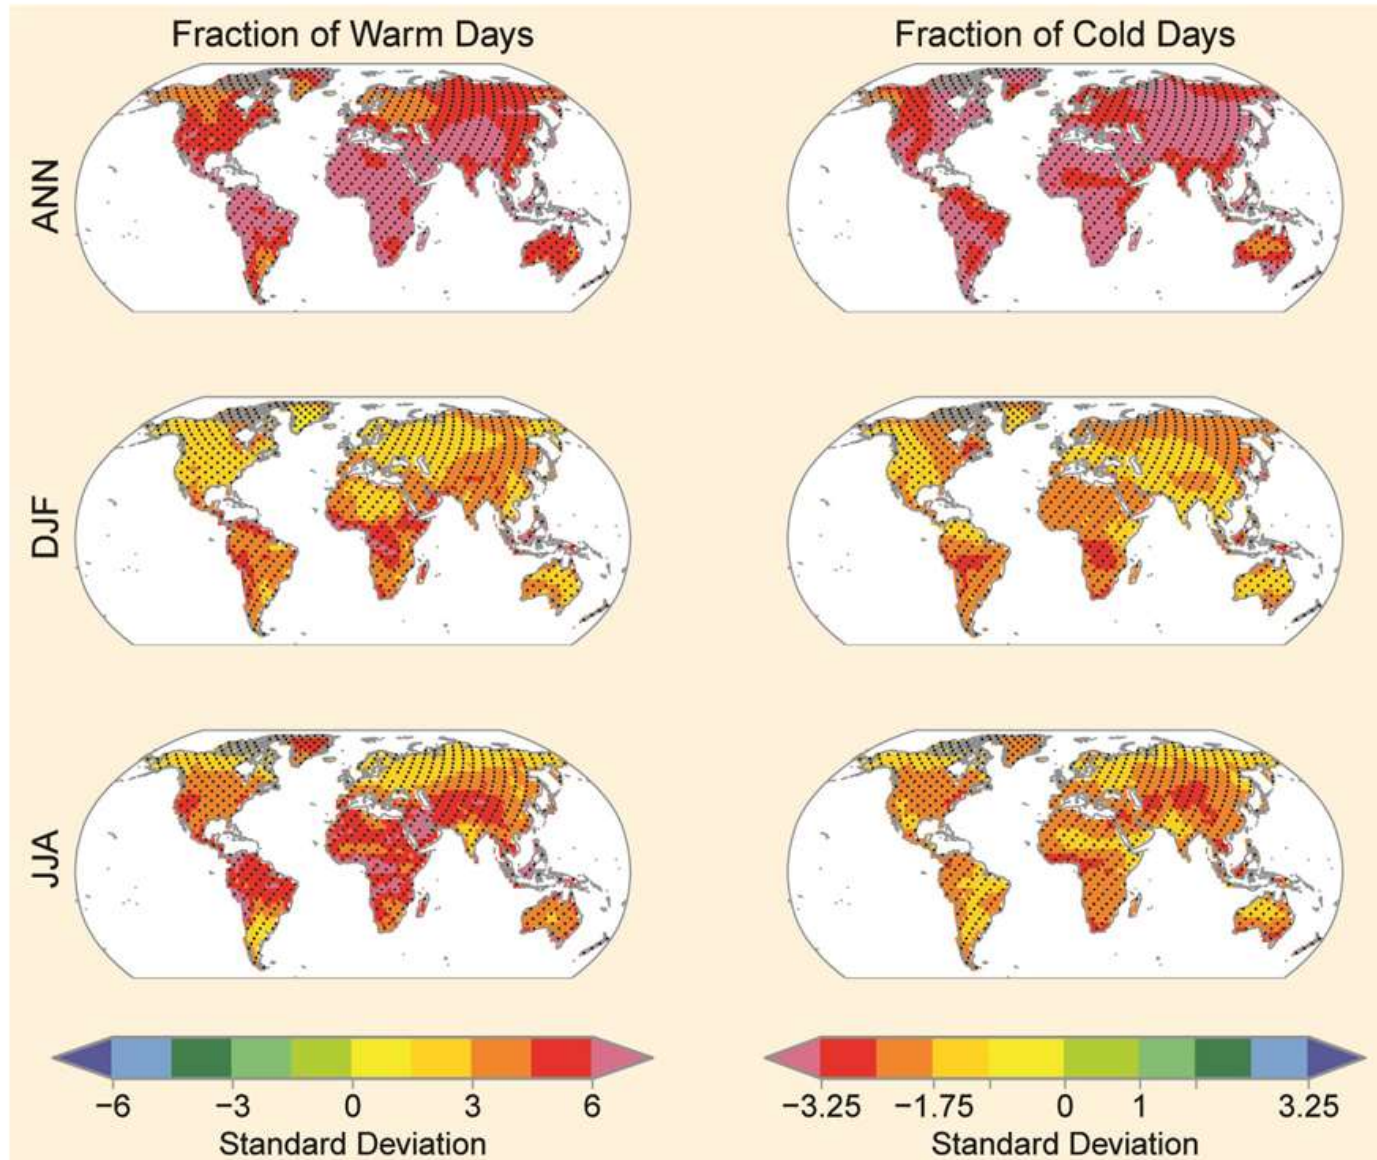 Fraction of Warm Days
Fraction of Cold Days
ANN
DJF
JJA
−6 −3 0 3 6
Standard Deviation
−3.25 −1.75 0 1 3.25
Standard Deviation